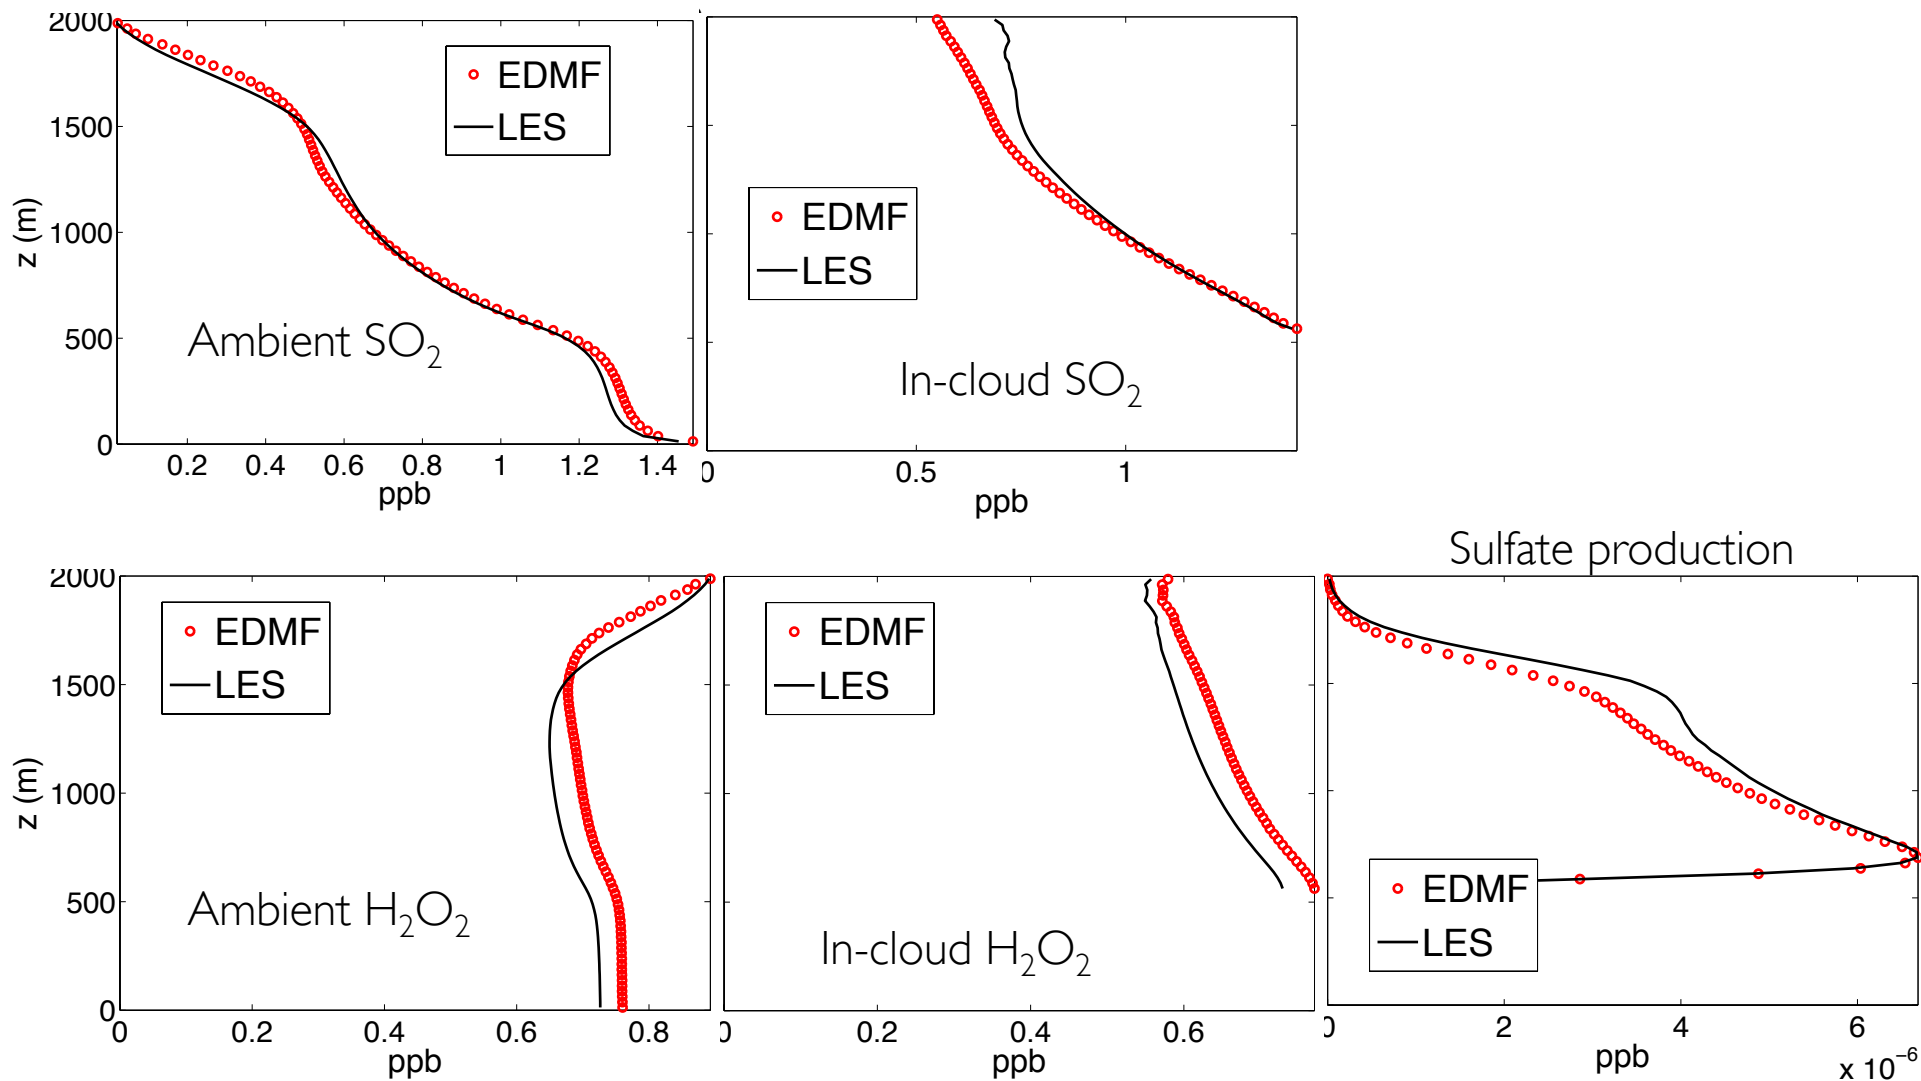 2000
1500
1000
500
0
z (m)
EDMF
LES
Ambient SO2
0.2 0.4 0.6 0.8 1 1.2 1.4
ppb
EDMF
LES
In-cloud SO2
0 0.5 1
ppb
2000
1500
1000
500
0
z (m)
EDMF
LES
Ambient H2O2
0 0.2 0.4 0.6 0.8
ppb
EDMF
LES
In-cloud H2O2
0 0.2 0.4 0.6
ppb
Sulfate production
EDMF
LES
0 2 4 6
ppb
x 10−6